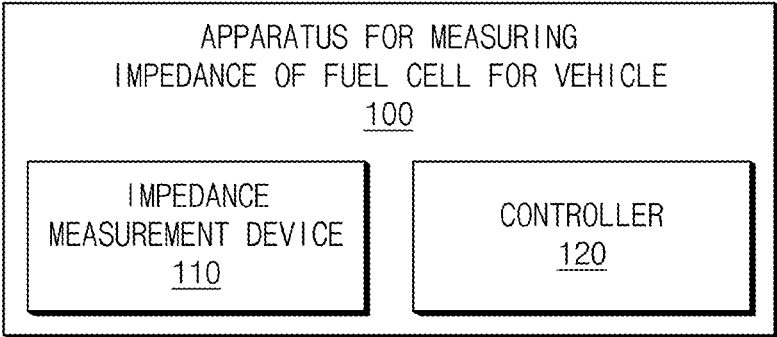 APPARATUS FOR MEASURING
IMPEDANCE OF FUEL CELL FOR VEHICLE
100
IMPEDANCE
MEASUREMENT DEVICE
110
CONTROLLER
120